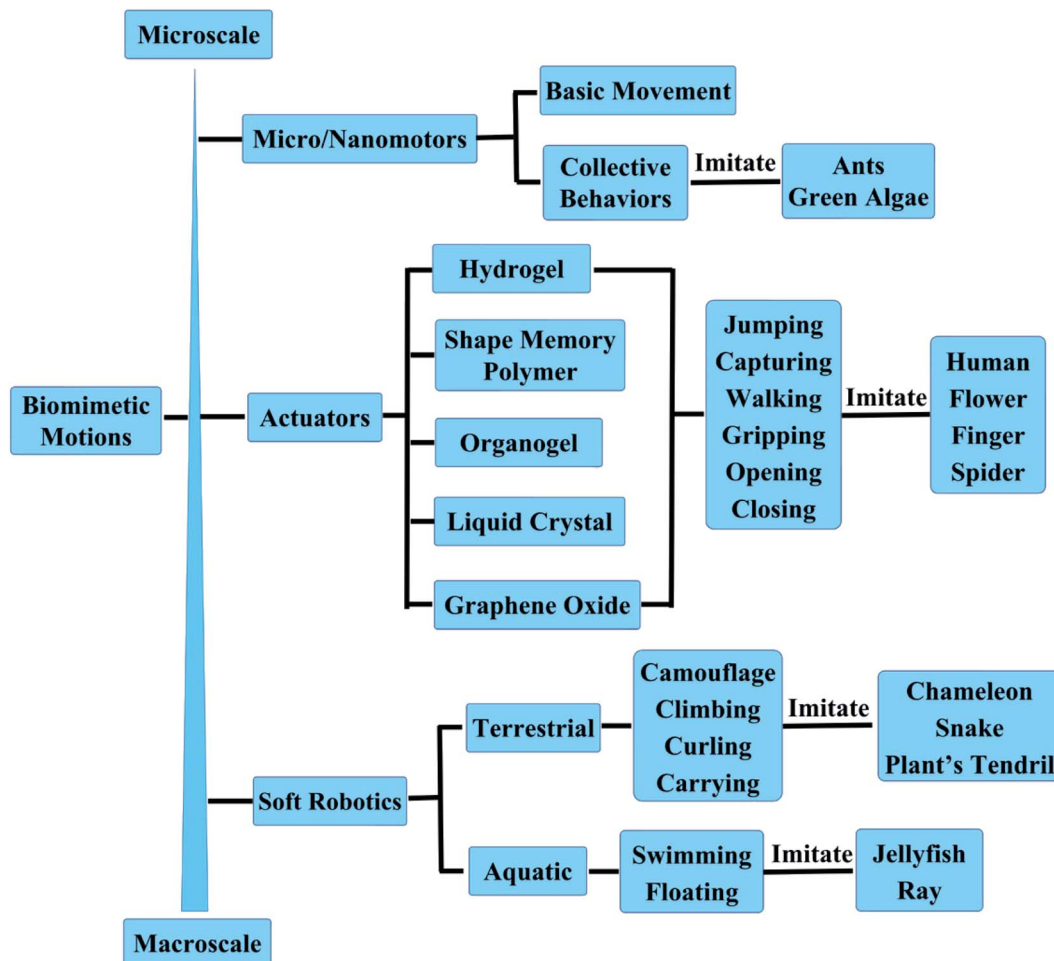 Microscale
Basic Movement
Micro/Nanomotors
Collective
Behaviors
Imitate
Ants
Green Algae
Hydrogel
Shape Memory
Polymer
Organogel
Liquid Crystal
Graphene Oxide
Biomimetic
Motions
Actuators
Jumping
Capturing
Walking
Gripping
Opening
Closing
Imitate
Human
Flower
Finger
Spider
Soft Robotics
Terrestrial
Camouflage
Climbing
Curling
Carrying
Imitate
Chameleon
Snake
Plant's Tendril
Aquatic
Swimming
Floating
Imitate
Jellyfish
Ray
Macroscale